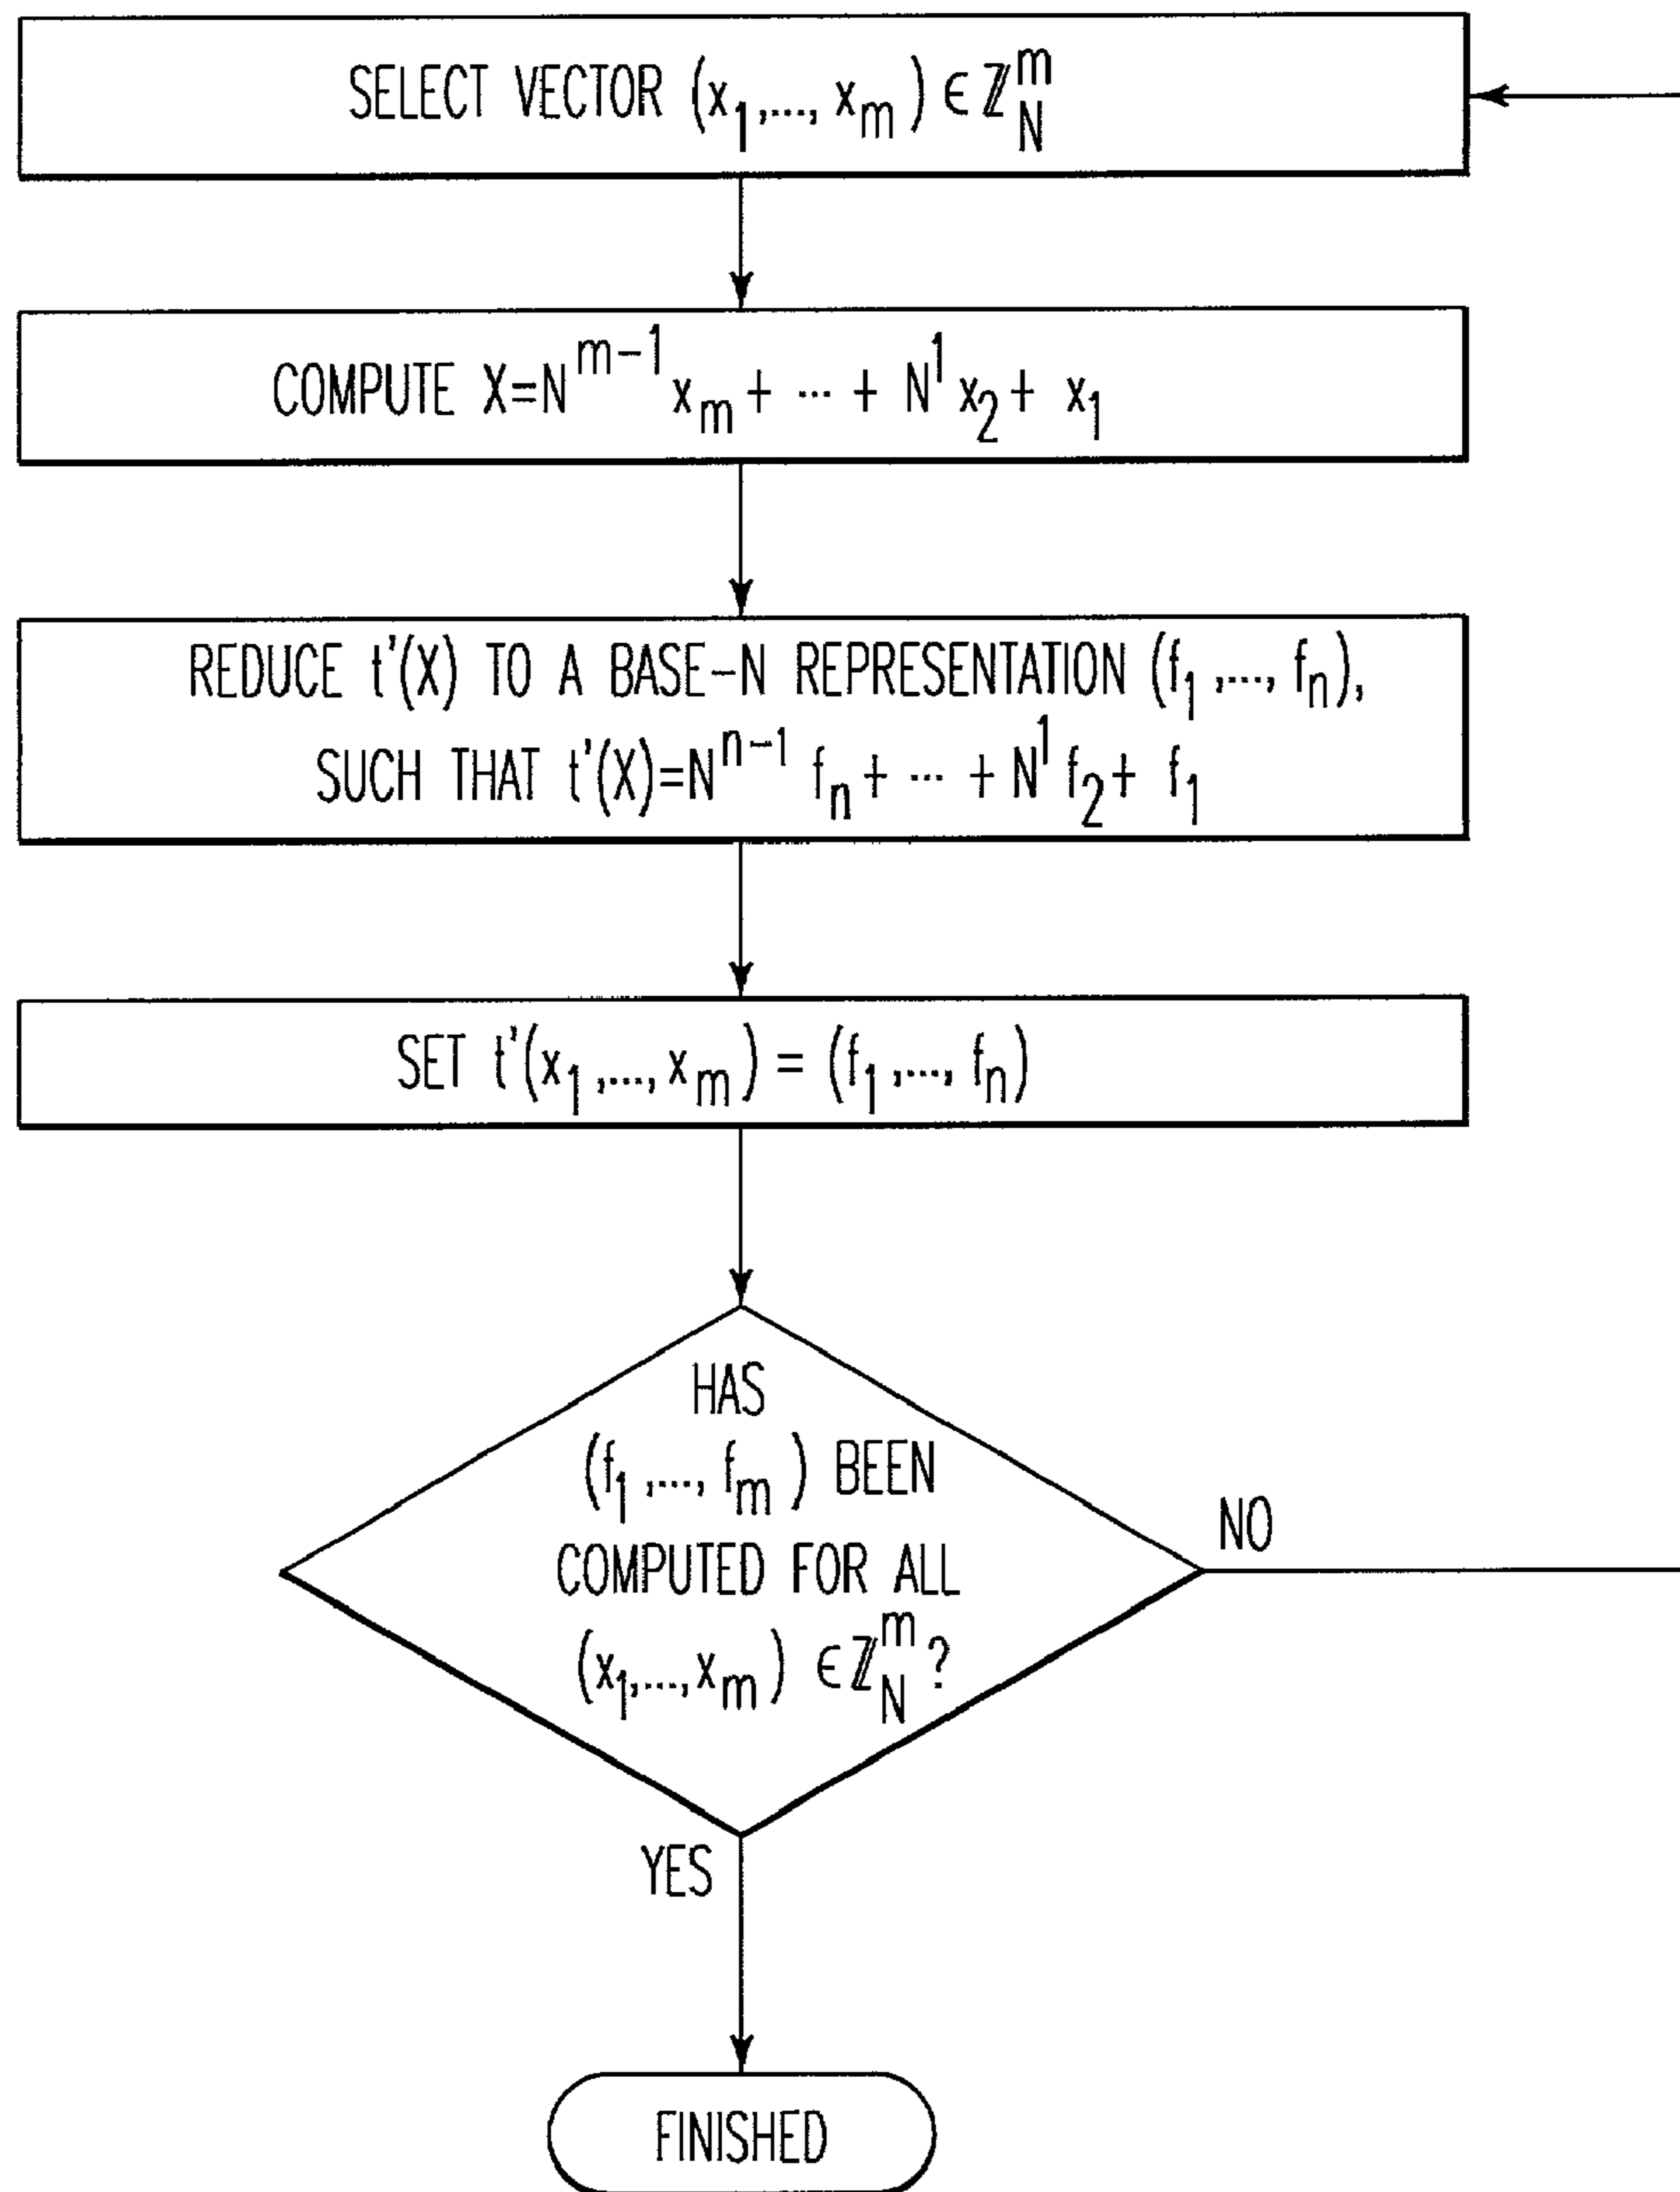 SELECT VECTOR (x₁,..., xₘ) ∈ ℤ_N^m
COMPUTE X=N^{m-1} xₘ + ... + N^1 x₂ + x₁
REDUCE t'(X) TO A BASE-N REPRESENTATION (f₁,..., fₙ),
SUCH THAT t'(X)=N^{n-1} fₙ + ... + N^1 f₂ + f₁
SET t'(x₁,..., xₘ) = (f₁,..., fₙ)
HAS
(f₁,..., fₘ) BEEN
COMPUTED FOR ALL
(x₁,..., xₘ) ∈ ℤ_N^m?
NO
YES
FINISHED